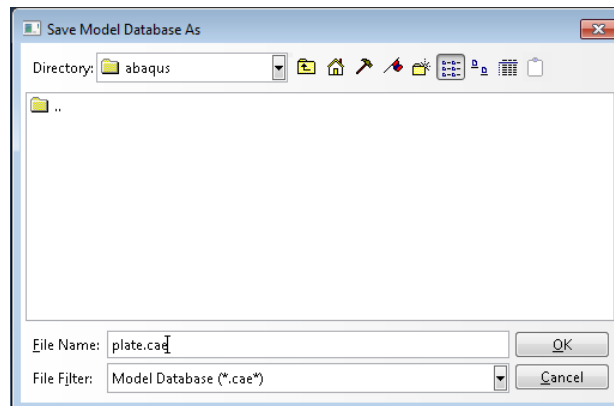 Save Model Database As
Directory: abaqus
..
File Name: plate.cae OK
File Filter: Model Database (*.cae*) Cancel